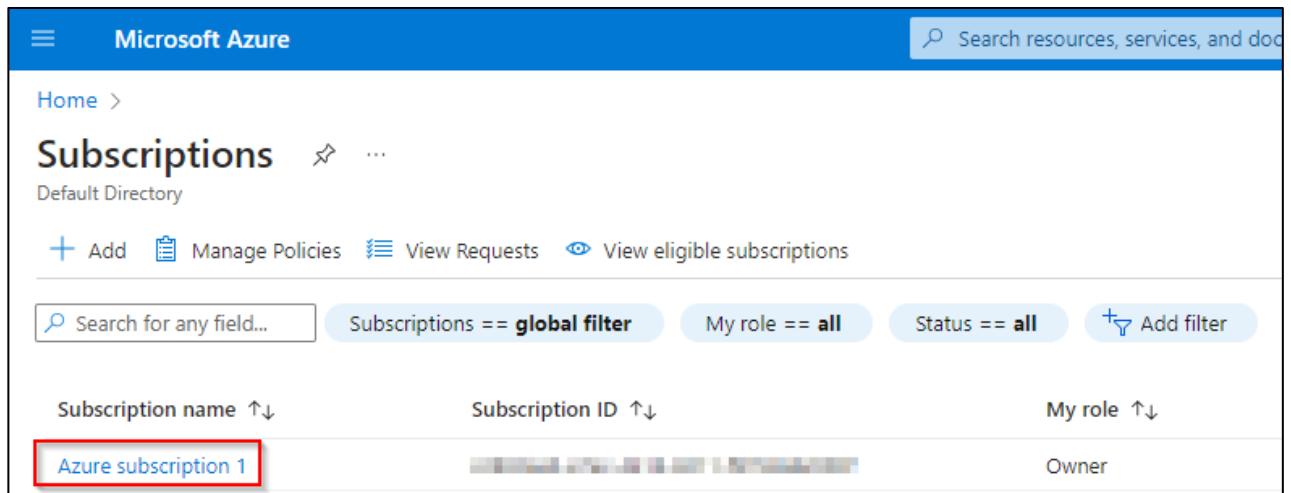 Microsoft Azure
Search resources, services, and doc
Home >
Subscriptions ...
Default Directory
+ Add Manage Policies View Requests View eligible subscriptions
Search for any field... Subscriptions == global filter My role == all Status == all Add filter
Subscription name ↑↓ Subscription ID ↑↓ My role ↑↓
Azure subscription 1 Owner